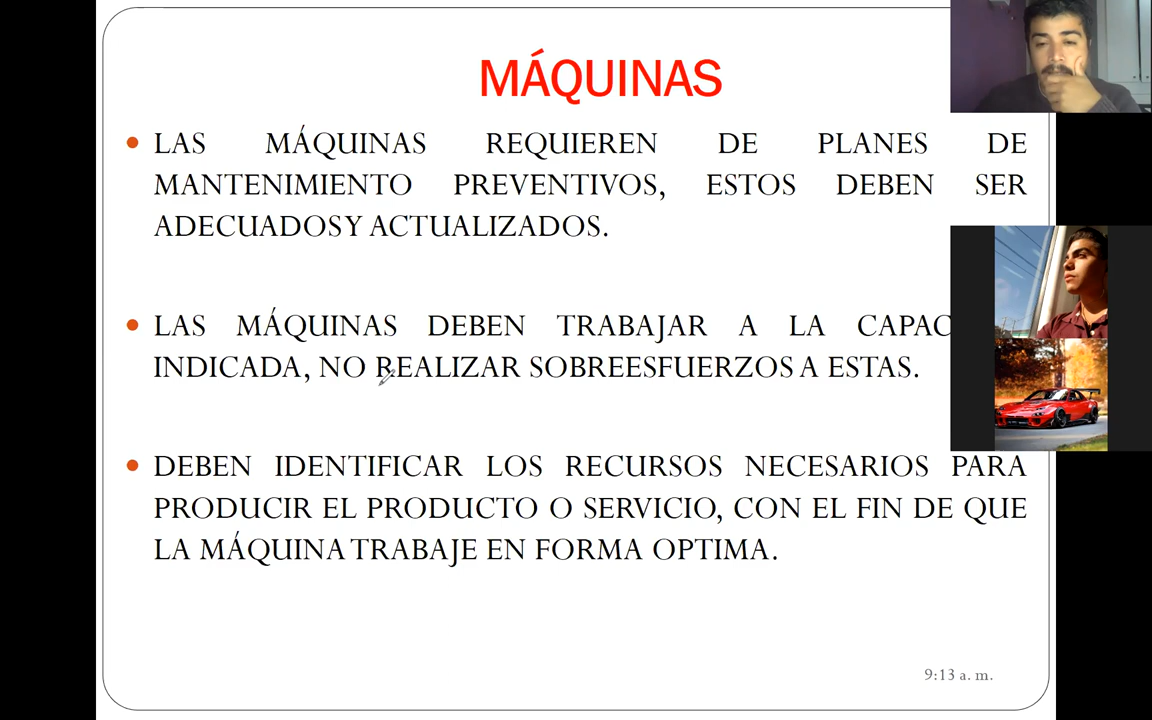 MÁQUINAS
LAS MÁQUINAS REQUIEREN DE PLANES DE
MANTENIMIENTO PREVENTIVOS, ESTOS DEBEN SER
ADECUADOS Y ACTUALIZADOS.
LAS MÁQUINAS DEBEN TRABAJAR A LA
INDICADA, NO REALIZAR SOBREESFUERZOS A ESTAS.
DEBEN IDENTIFICAR LOS RECURSOS NECESARIOS PARA
PRODUCIR EL PRODUCTO O SERVICIO, CON EL FIN DE QUE
LA MÁQUINA TRABAJE EN FORMA OPTIMA.
9:13 a. m.